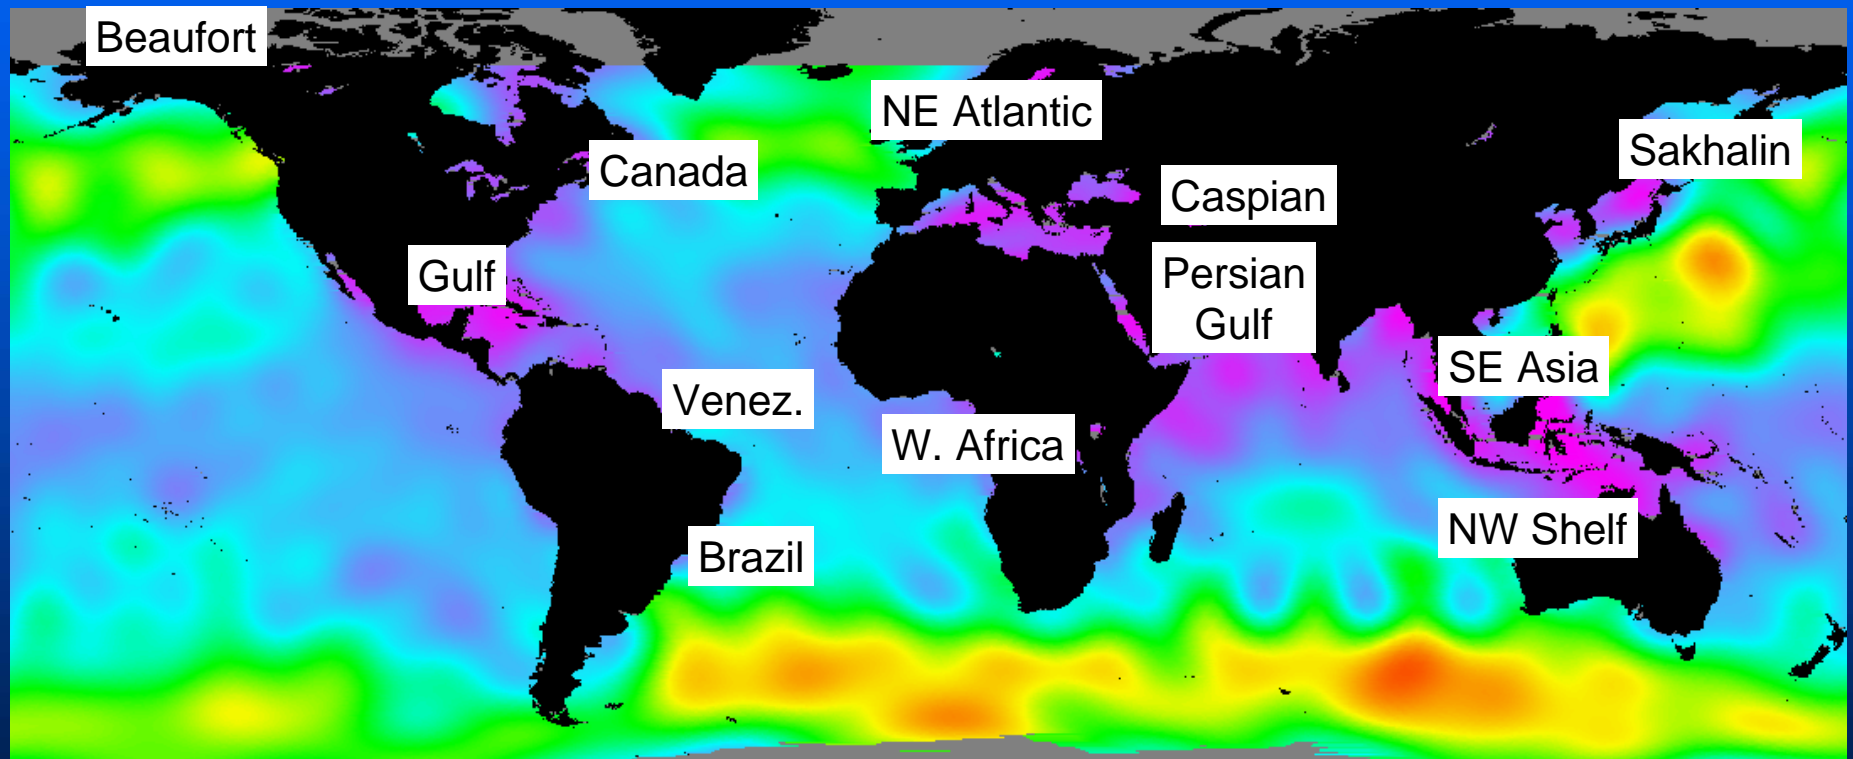 Beaufort
NE Atlantic
Sakhalin
Canada
Caspian
Gulf
Persian
Gulf
SE Asia
Venez.
W. Africa
NW Shelf
Brazil